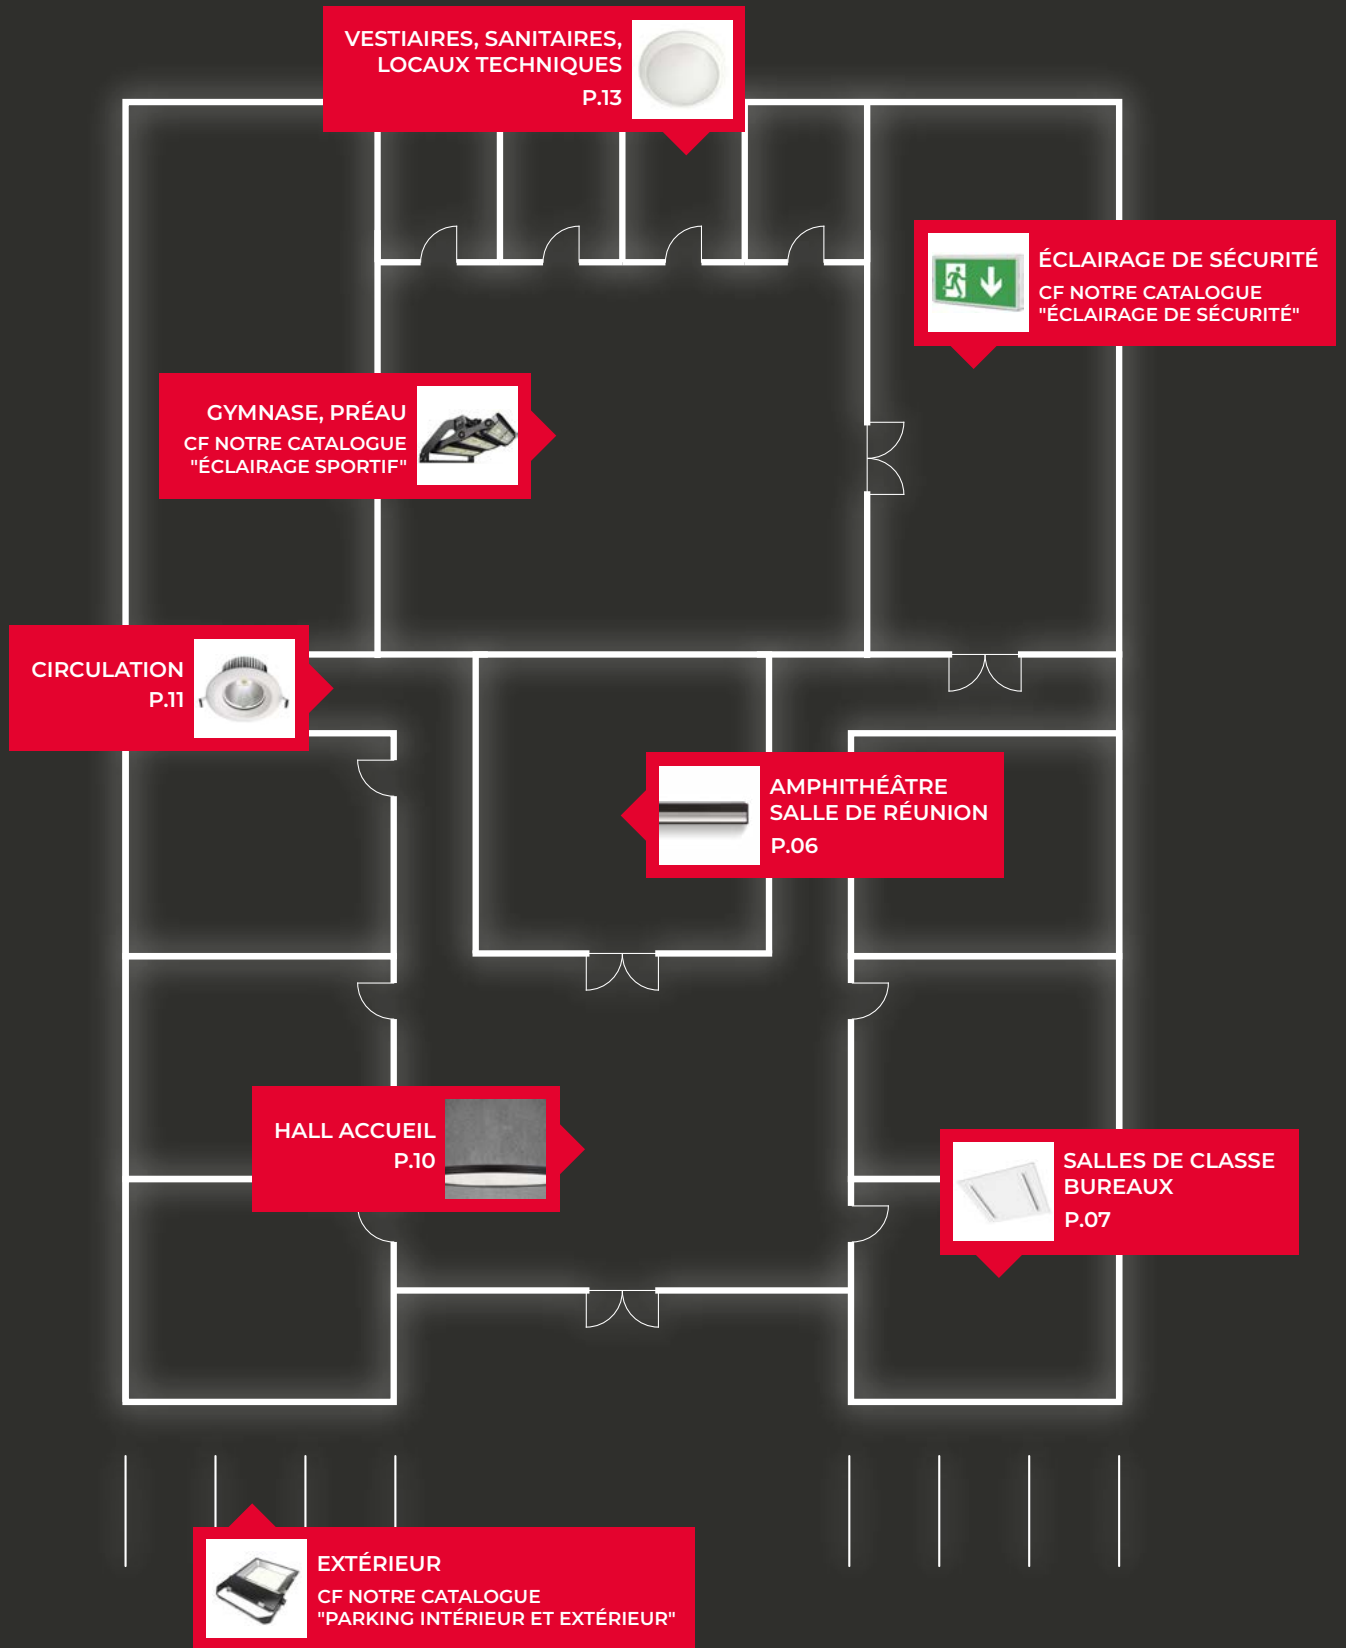 VESTIAIRES, SANITAIRES,
LOCAUX TECHNIQUES
P.13
ÉCLAIRAGE DE SÉCURITÉ
CF NOTRE CATALOGUE
"ÉCLAIRAGE DE SÉCURITÉ"
GYMNASE, PRÉAU
CF NOTRE CATALOGUE
"ÉCLAIRAGE SPORTIF"
CIRCULATION
P.11
AMPHITHÉÂTRE
SALLE DE RÉUNION
P.06
HALL ACCUEIL
P.10
SALLES DE CLASSE
BUREAUX
P.07
EXTÉRIEUR
CF NOTRE CATALOGUE
"PARKING INTÉRIEUR ET EXTÉRIEUR"